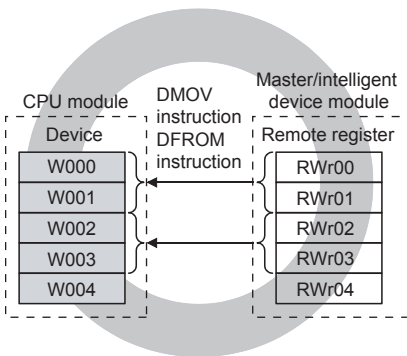 CPU module
Device
W000
W001
W002
W003
W004
DMOV
instruction
DFROM
instruction
Master/intelligent
device module
Remote register
RWr00
RWr01
RWr02
RWr03
RWr04